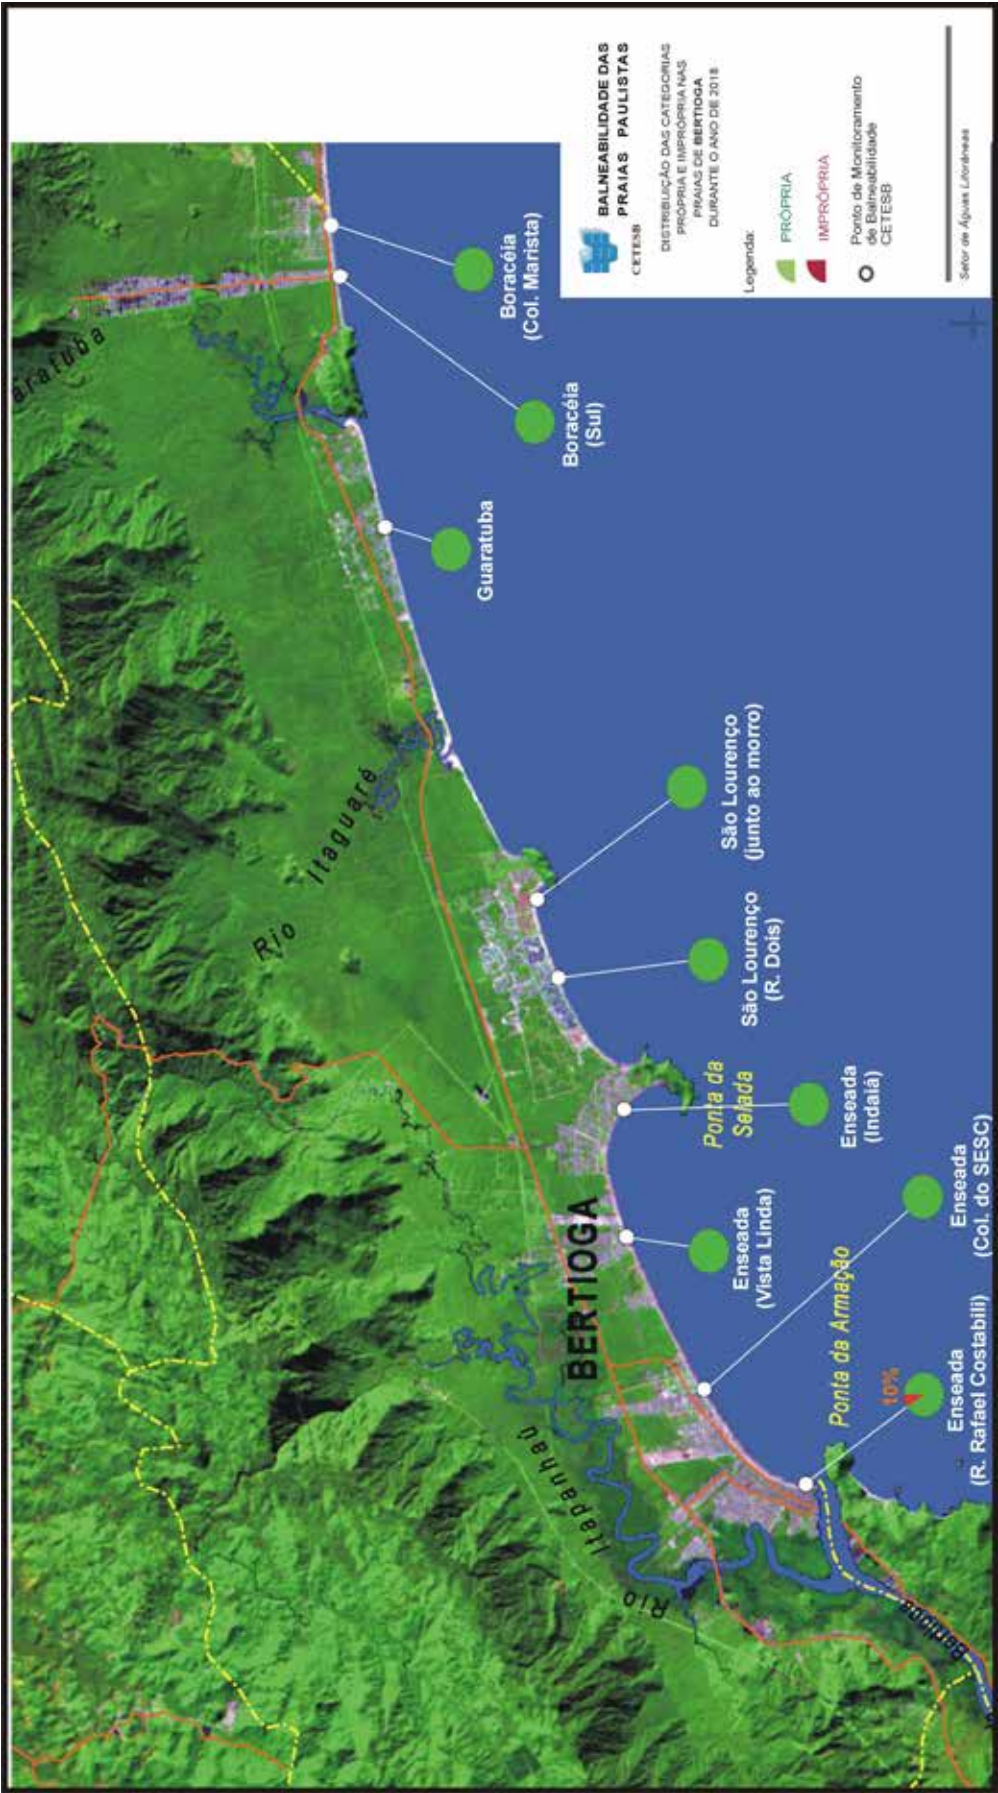 BALNEABILIDADE DAS
PRAIAS PAULISTAS
CETESB
DISTRIBUIÇÃO DAS CATEGORIAS
PRÓPRIA E IMPRÓPRIA NAS
PRAIAS DE BERTIOGA
DURANTE O ANO DE 2018
Legenda:
PRÓPRIA
IMPRÓPRIA
Ponto de Monitoramento
de Balneabilidade
CETESB
Setor de Águas Litorâneas
aratuba
Boracéia
(Col. Marista)
Boracéia
(Sul)
Guaratuba
Rio Itaguaré
São Lourenço
(junto ao morro)
São Lourenço
(R. Dois)
Ponta da
Selada
Enseada
(Indaiá)
BERTIOGA
Enseada
(Vista Linda)
Enseada
(Col. do SESC)
Ponta da Armação
10%
Enseada
(R. Rafael Costabili)
Rio Itapanhaú